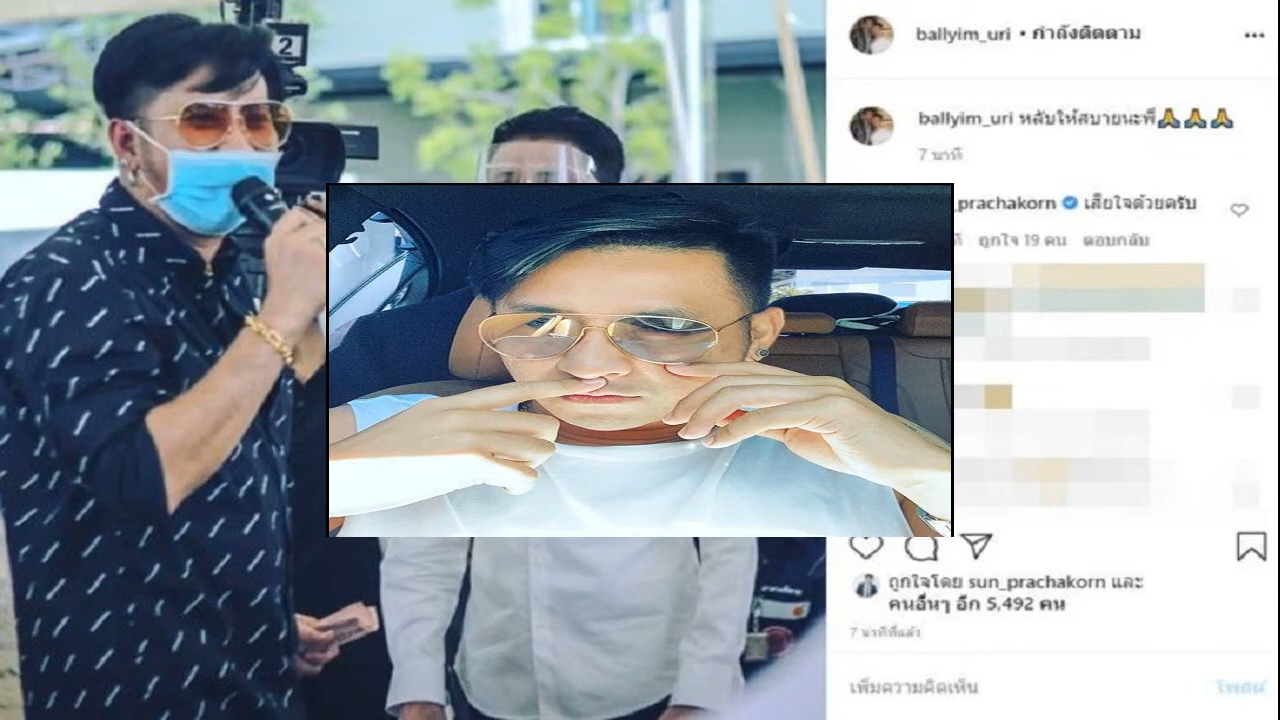 2
ballyim_uri • กำลังติดตาม
ballyim_uri หลับให้สบายนะพี่🙏🙏🙏
7 นาที
_prachakorn เสียใจด้วยครับ
ถูกใจ 19 คน ตอบกลับ
ถูกใจโดย sun_prachakorn และ
คนอื่นๆ อีก 5,492 คน
7 นาทีที่แล้ว
เพิ่มความคิดเห็น
โพสต์